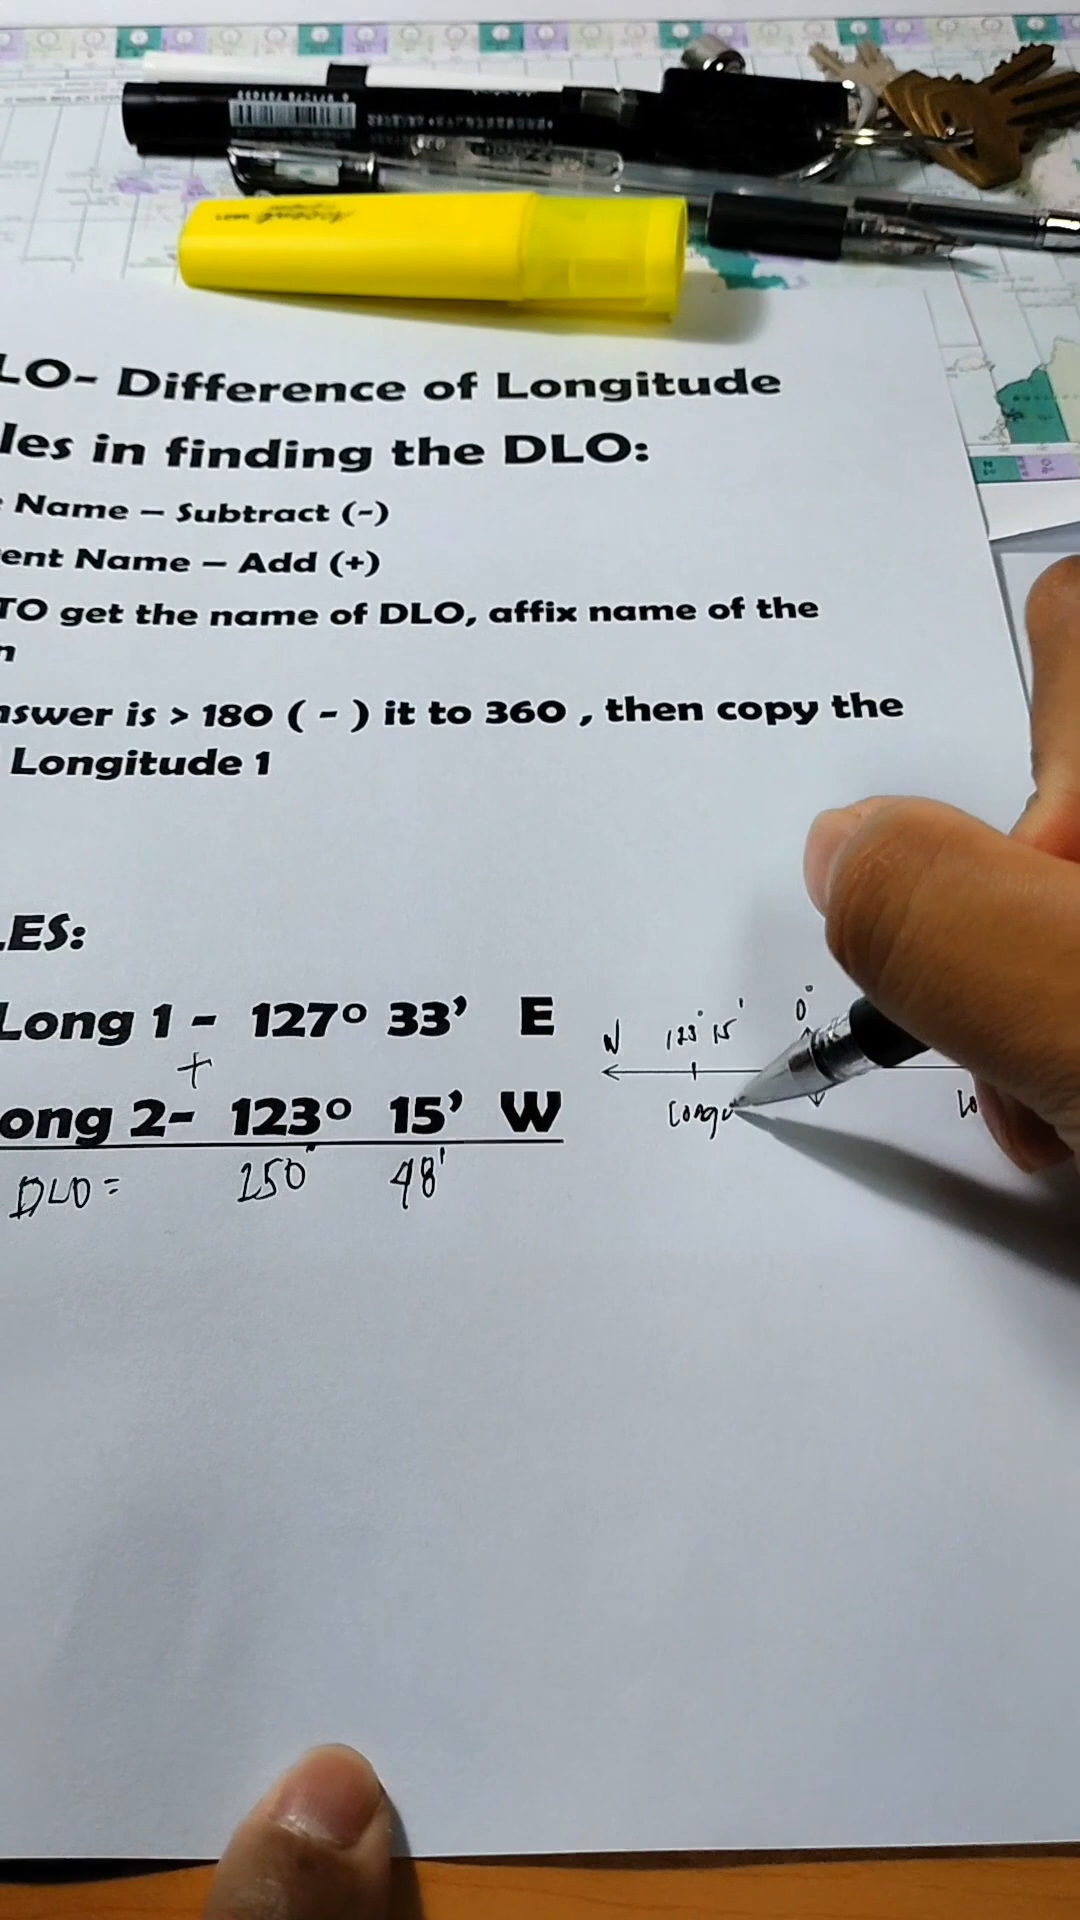 LO- Difference of Longitude
les in finding the DLO:
Name – Subtract (-)
ent Name – Add (+)
TO get the name of DLO, affix name of the
n
nswer is > 180 ( - ) it to 360 , then copy the
Longitude 1
LES:
Long 1 - 127° 33’ E
+
ong 2- 123° 15’ W
DLO = 250° 48'
W 123° 15' 0°
Long Lo